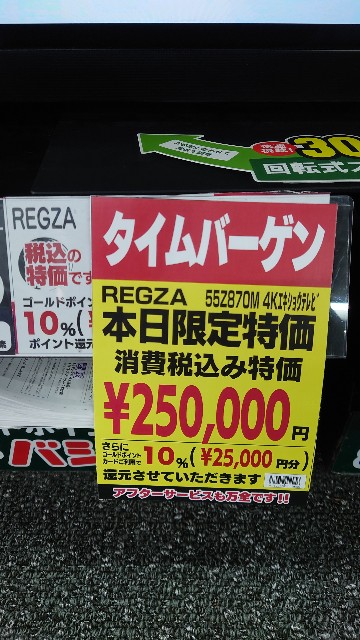 30
回転式
REGZA
税込の
特価です
ゴールドポイン
10%(
ポイント還元
タイムバーゲン
REGZA 55Z870M 4Kエキショウテレビ
本日限定特価
消費税込み特価
¥250,000円
さらに
ゴールドポイント
カードご利用で
10%(¥25,000円分)
還元させていただきます
アフターサービスも万全です!!